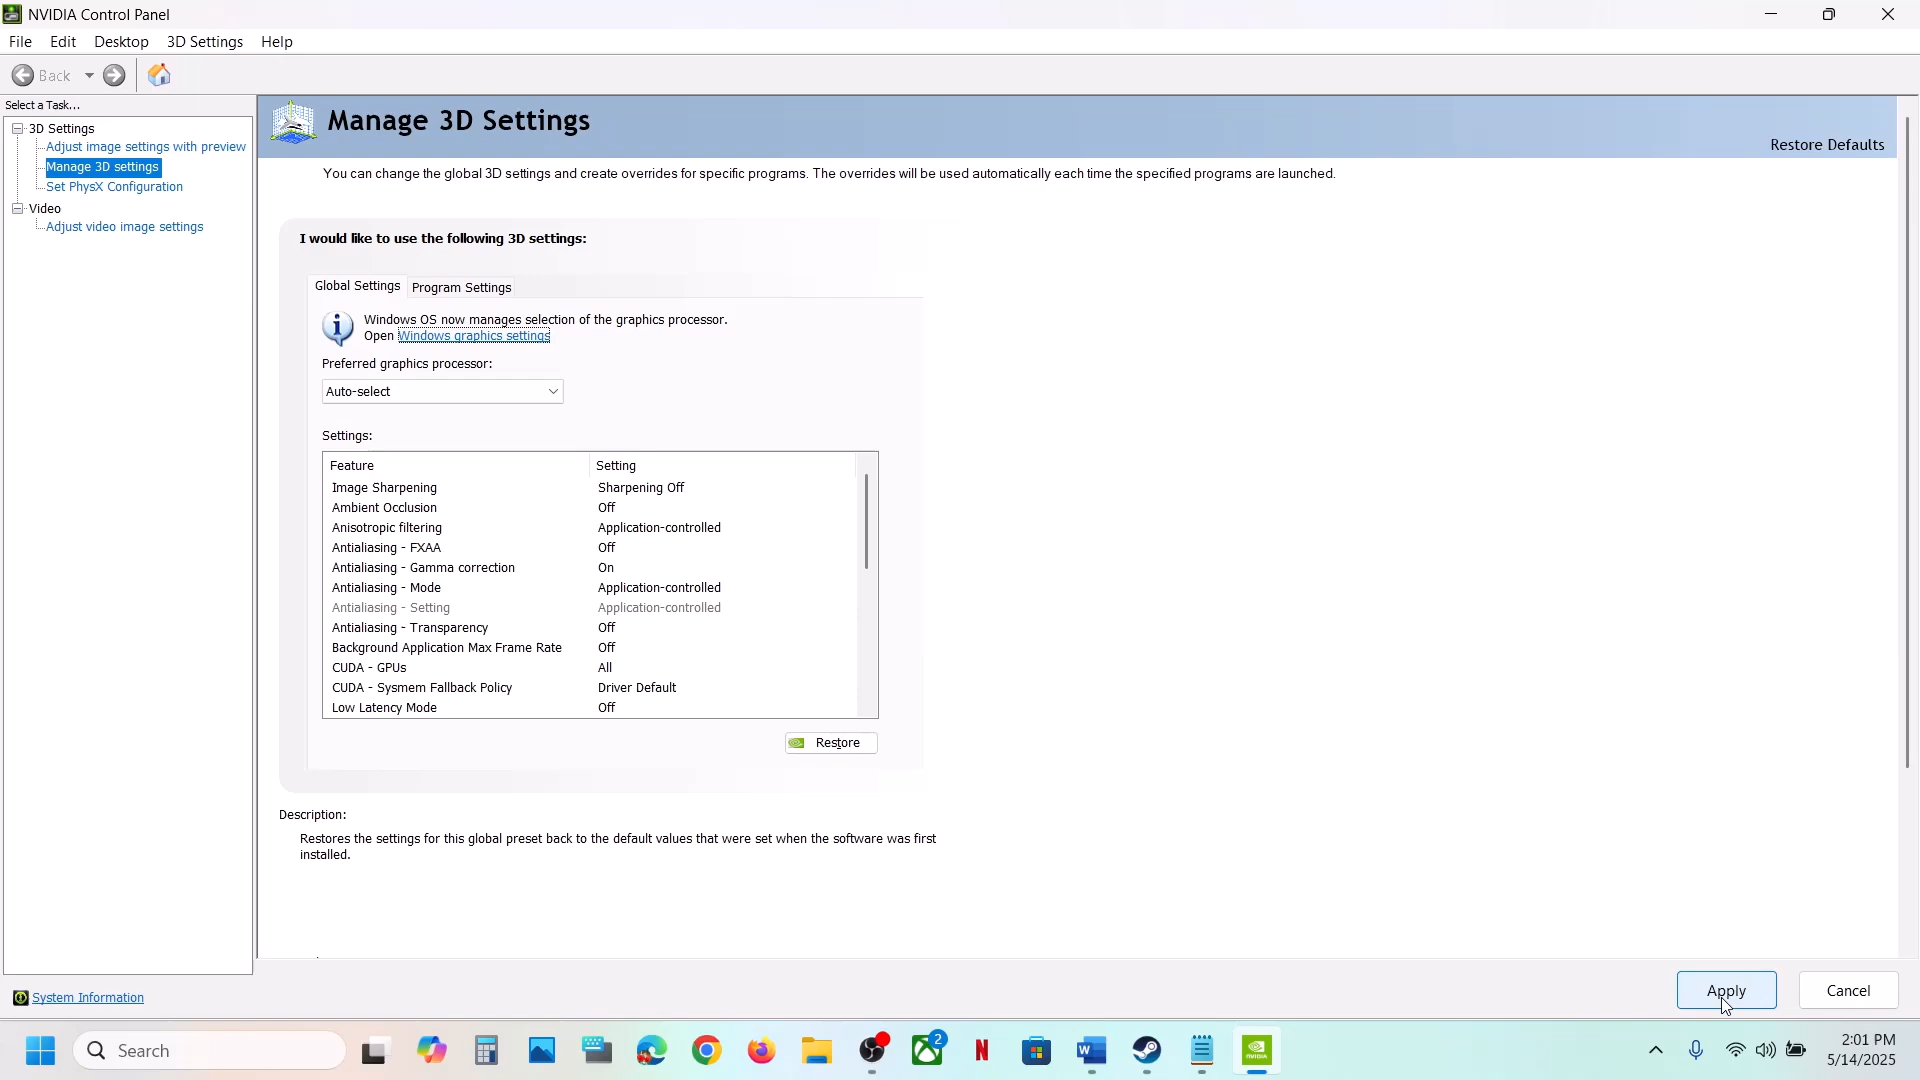 NVIDIA Control Panel
File Edit Desktop 3D Settings Help
Back
Select a Task...
3D Settings
Adjust image settings with preview
Manage 3D settings
Set PhysX Configuration
Video
Adjust video image settings
Manage 3D Settings
Restore Defaults
You can change the global 3D settings and create overrides for specific programs. The overrides will be used automatically each time the specified programs are launched.
I would like to use the following 3D settings:
Global Settings Program Settings
Windows OS now manages selection of the graphics processor.
Open Windows graphics settings
Preferred graphics processor:
Auto-select
Settings:
Feature Setting
Image Sharpening Sharpening Off
Ambient Occlusion Off
Anisotropic filtering Application-controlled
Antialiasing - FXAA Off
Antialiasing - Gamma correction On
Antialiasing - Mode Application-controlled
Antialiasing - Setting Application-controlled
Antialiasing - Transparency Off
Background Application Max Frame Rate Off
CUDA - GPUs All
CUDA - Sysmem Fallback Policy Driver Default
Low Latency Mode Off
Restore
Description:
Restores the settings for this global preset back to the default values that were set when the software was first
installed.
System Information
Apply Cancel
Search
2
N
W
NVIDIA
2:01 PM
5/14/2025